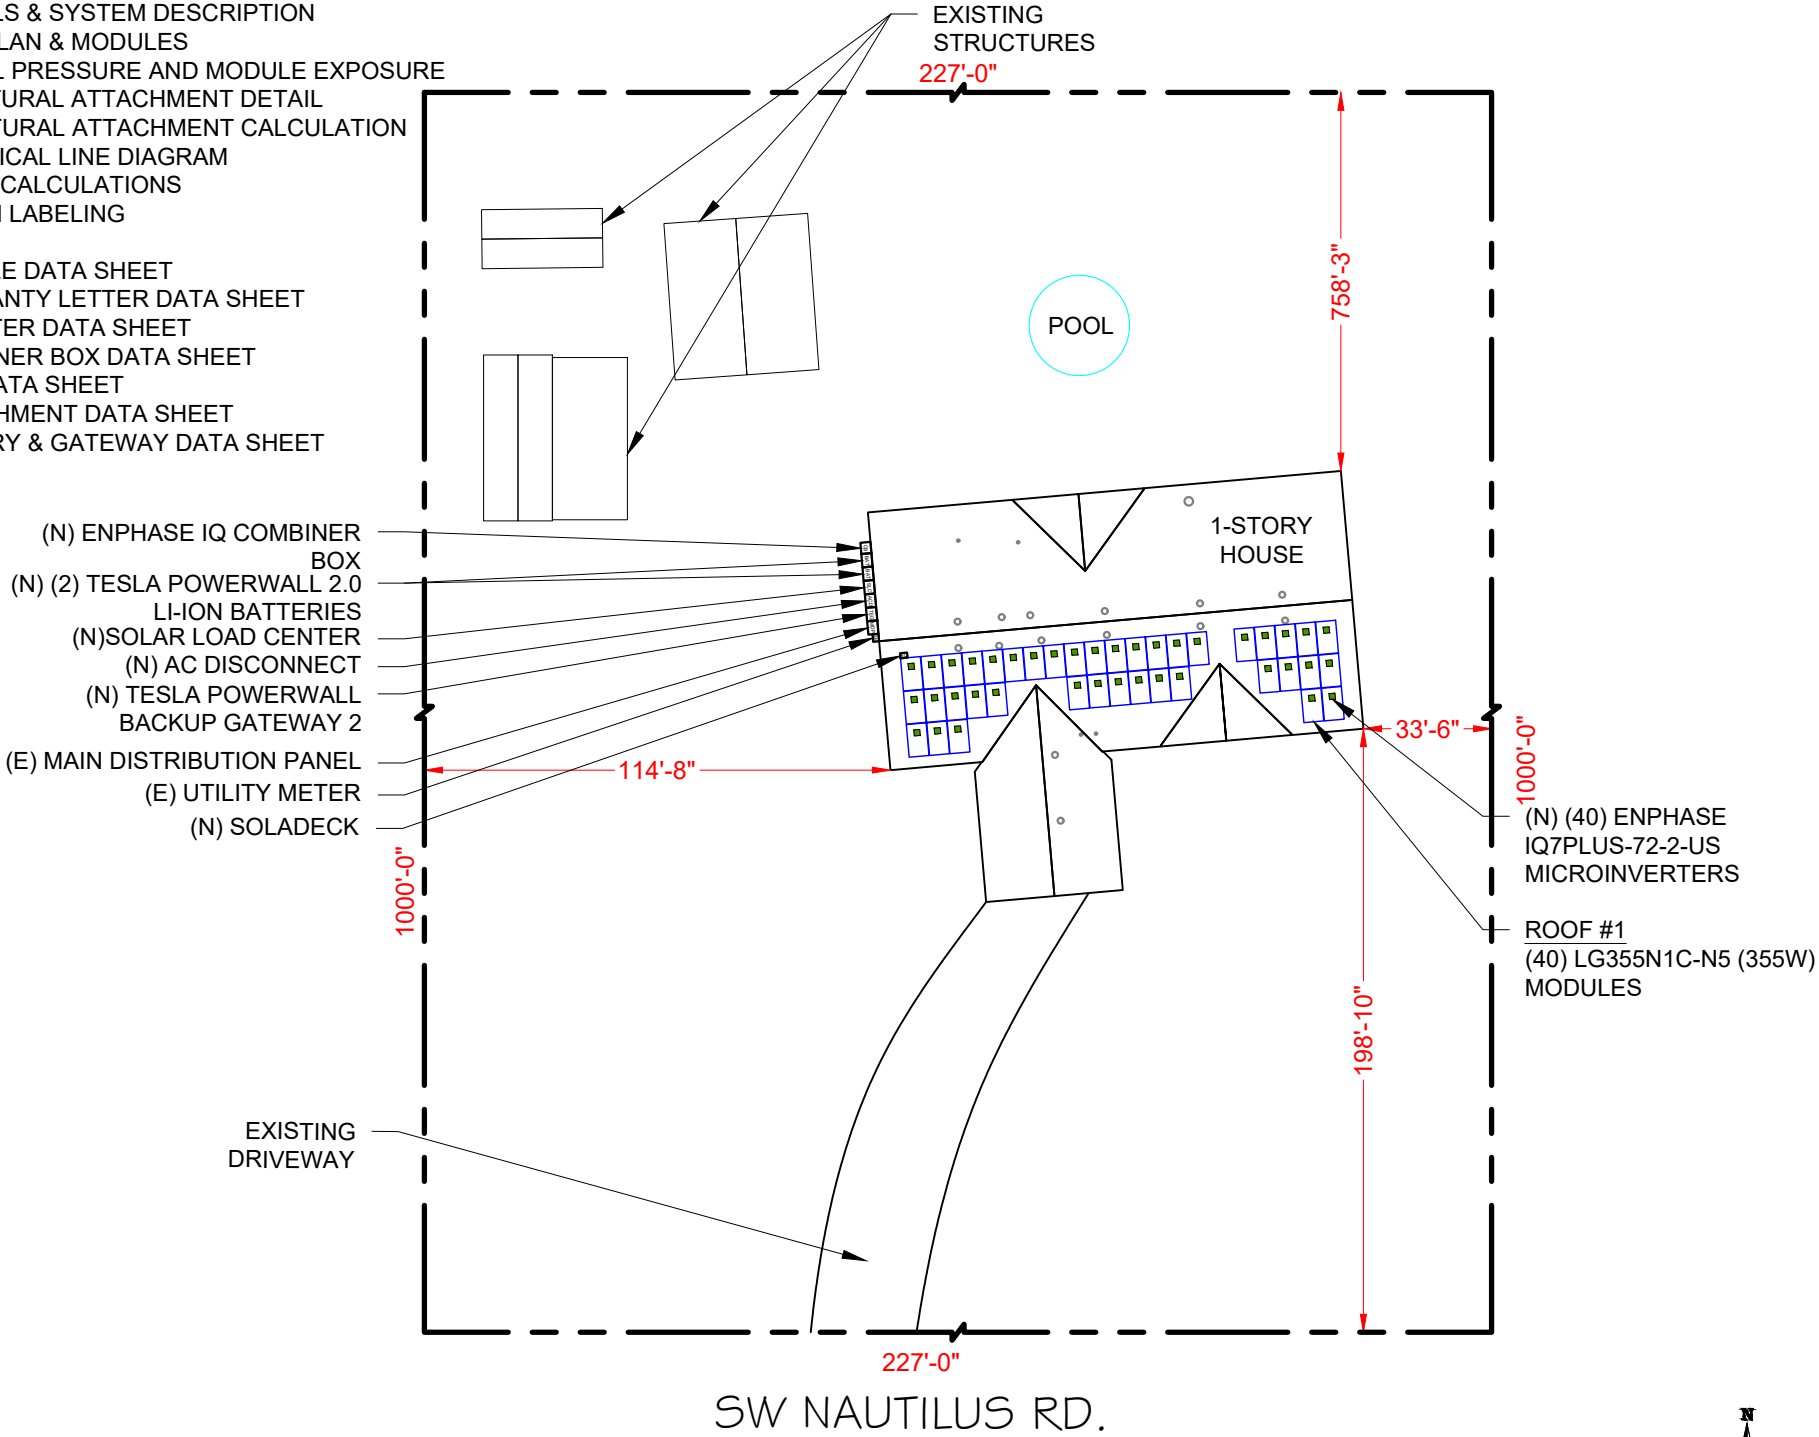 LS & SYSTEM DESCRIPTION
LAN & MODULES
L PRESSURE AND MODULE EXPOSURE
TURAL ATTACHMENT DETAIL
TURAL ATTACHMENT CALCULATION
ICAL LINE DIAGRAM
CALCULATIONS
LABELING
E DATA SHEET
ANTY LETTER DATA SHEET
TER DATA SHEET
NER BOX DATA SHEET
ATA SHEET
HMENT DATA SHEET
RY & GATEWAY DATA SHEET
EXISTING
STRUCTURES
227'-0"
758'-3"
POOL
1-STORY
HOUSE
(N) ENPHASE IQ COMBINER
BOX
(N) (2) TESLA POWERWALL 2.0
LI-ION BATTERIES
(N)SOLAR LOAD CENTER
(N) AC DISCONNECT
(N) TESLA POWERWALL
BACKUP GATEWAY 2
(E) MAIN DISTRIBUTION PANEL
(E) UTILITY METER
(N) SOLADECK
114'-8"
33'-6"
1000'-0"
1000'-0"
(N) (40) ENPHASE
IQ7PLUS-72-2-US
MICROINVERTERS
ROOF #1
(40) LG355N1C-N5 (355W)
MODULES
198'-10"
EXISTING
DRIVEWAY
227'-0"
SW NAUTILUS RD.
N